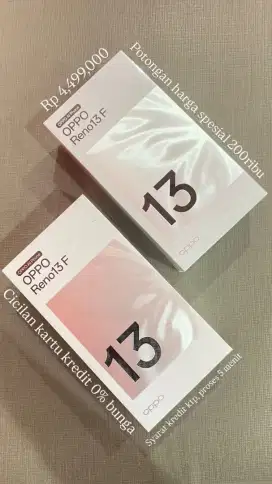 Rp 4,499,000
Potongan harga spesial 200ribu
OPPO
Reno13 F
13
oppo
OPPO
Reno13 F
13
oppo
Cicilan kartu kredit 0% bunga
Syarat kredit ktp, proses 5 menit